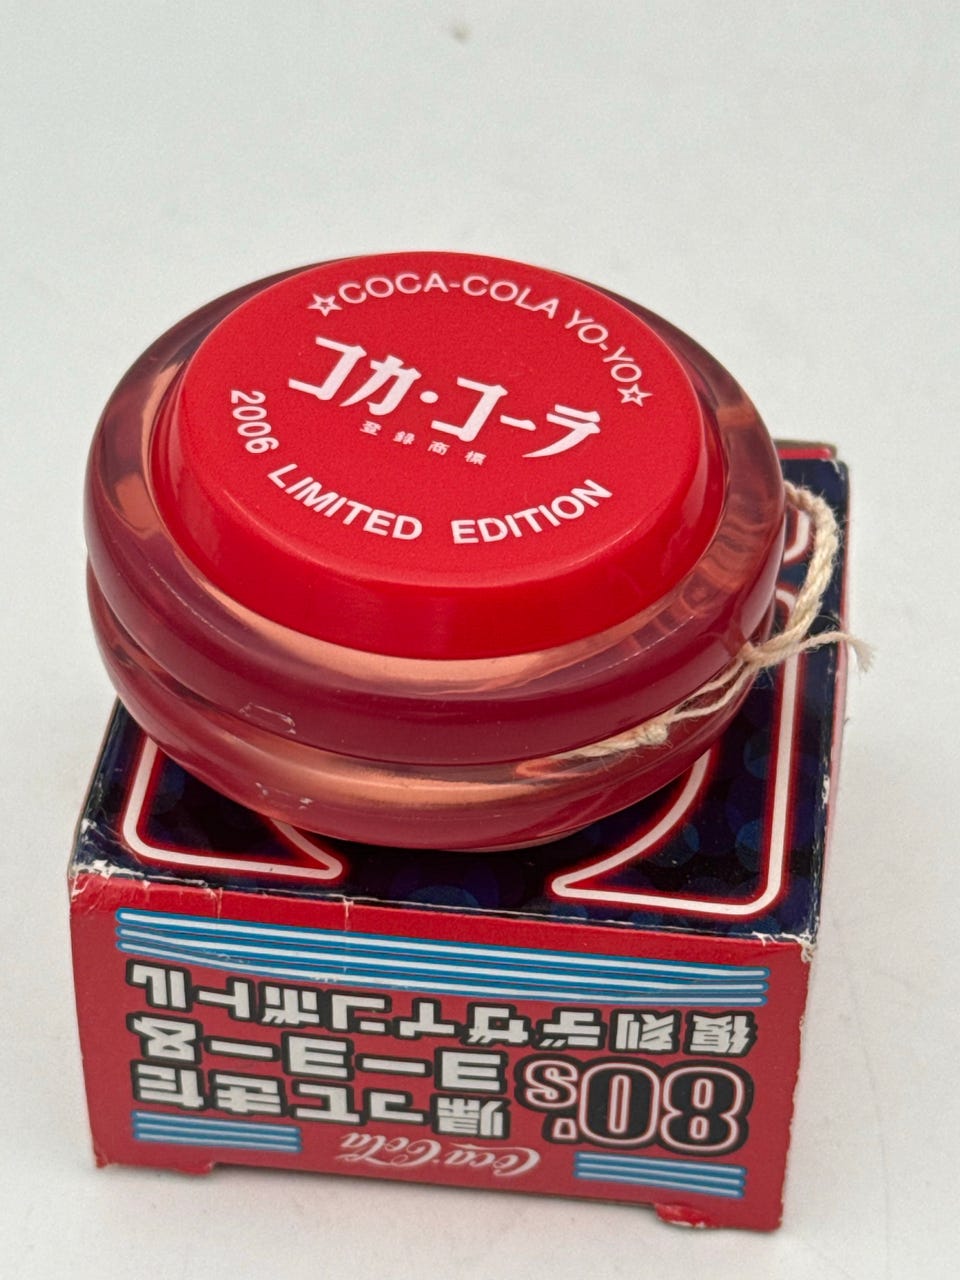 ☆COCA-COLA YO-YO☆
コカ・コーラ
登録商標
2006 LIMITED EDITION
Coca-Cola
80's 帰ってきた
ヨーヨー&
復刻デザインボトル